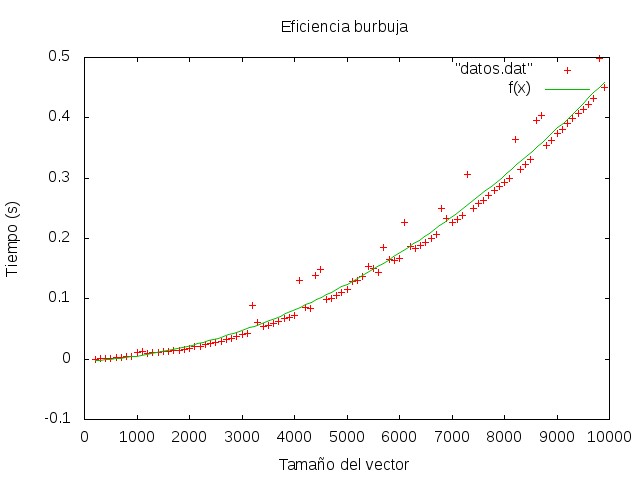 Eficiencia burbuja
0.5
0.4
0.3
0.2
0.1
0
-0.1
Tiempo (s)
"datos.dat"
f(x)
0 1000 2000 3000 4000 5000 6000 7000 8000 9000 10000
Tamaño del vector